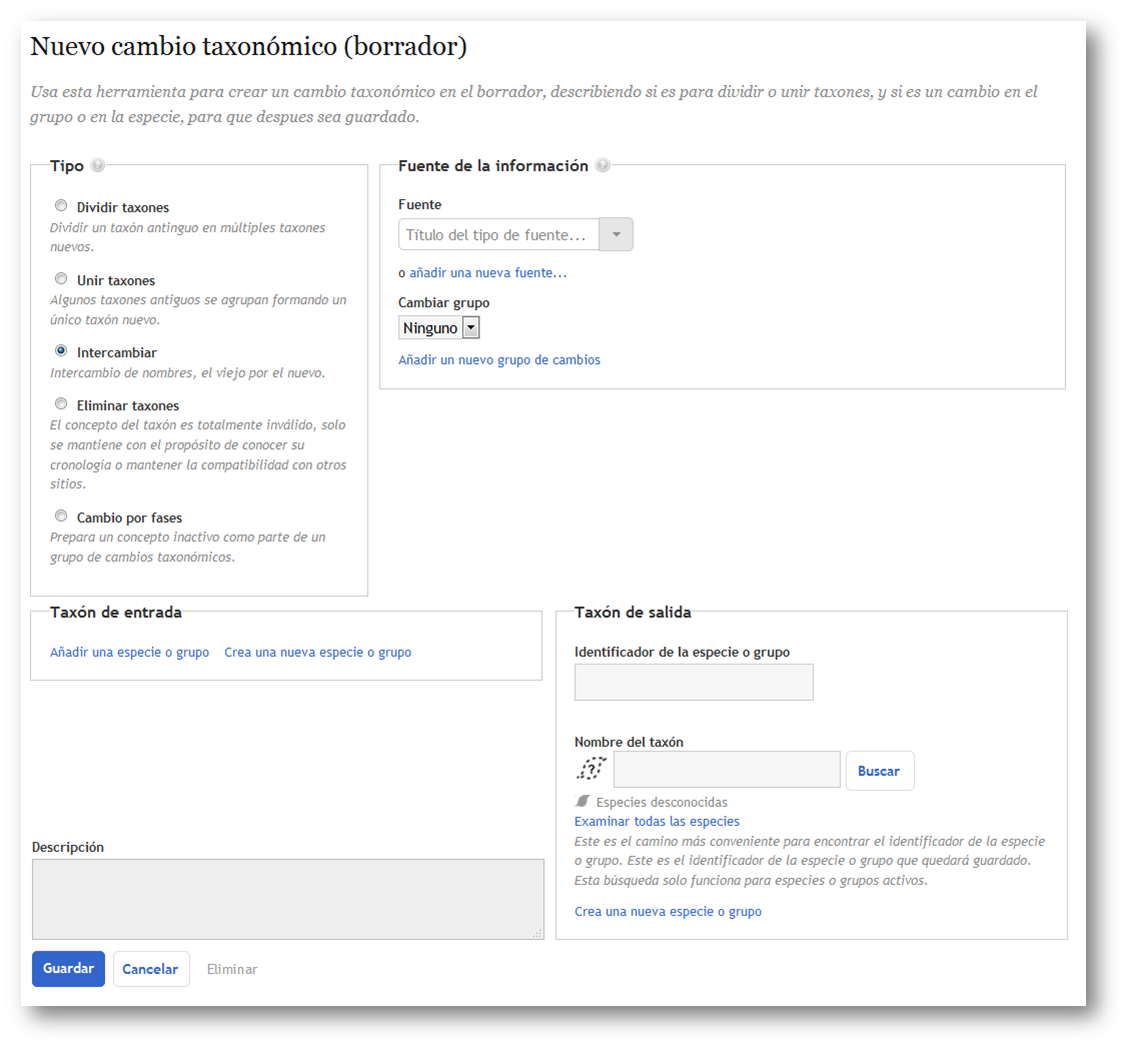 Nuevo cambio taxonómico (borrador)
Usa esta herramienta para crear un cambio taxonómico en el borrador, describiendo si es para dividir o unir taxones, y si es un cambio en el
grupo o en la especie, para que despues sea guardado.
Tipo
Dividir taxones
Dividir un taxón antinguo en múltiples taxones
nuevos.
Unir taxones
Algunos taxones antiguos se agrupan formando un
único taxón nuevo.
Intercambiar
Intercambio de nombres, el viejo por el nuevo.
Eliminar taxones
El concepto del taxón es totalmente inválido, solo
se mantiene con el propósito de conocer su
cronologia o mantener la compatibilidad con otros
sitios.
Cambio por fases
Prepara un concepto inactivo como parte de un
grupo de cambios taxonómicos.
Fuente de la información
Fuente
Título del tipo de fuente...
o añadir una nueva fuente...
Cambiar grupo
Ninguno
Añadir un nuevo grupo de cambios
Taxón de entrada
Añadir una especie o grupo Crea una nueva especie o grupo
Taxón de salida
Identificador de la especie o grupo
Nombre del taxón
?
Buscar
Especies desconocidas
Examinar todas las especies
Este es el camino más conveniente para encontrar el identificador de la especie
o grupo. Este es el identificador de la especie o grupo que quedará guardado.
Esta búsqueda solo funciona para especies o grupos activos.
Crea una nueva especie o grupo
Descripción
Guardar Cancelar Eliminar